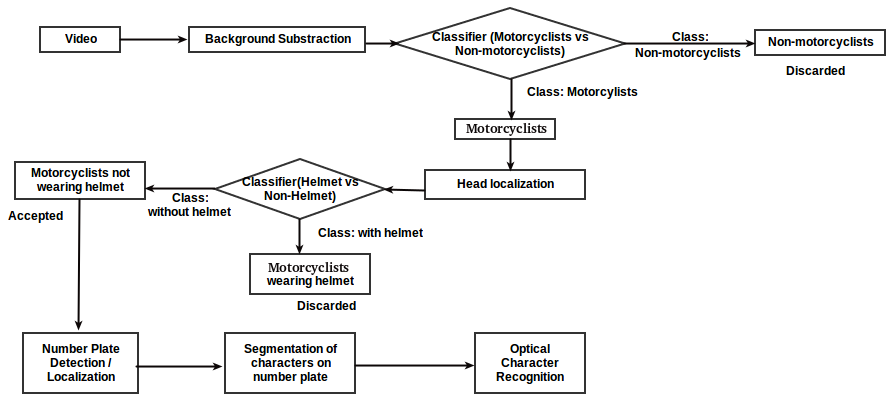 Video
Background Substraction
Classifier (Motorcyclists vs
Non-motorcyclists)
Class:
Non-motorcyclists
Non-motorcyclists
Discarded
Class: Motorcylists
Motorcyclists
Head localization
Classifier(Helmet vs
Non-Helmet)
Class:
without helmet
Motorcyclists not
wearing helmet
Accepted
Class: with helmet
Motorcyclists
wearing helmet
Discarded
Number Plate
Detection /
Localization
Segmentation of
characters on
number plate
Optical
Character
Recognition